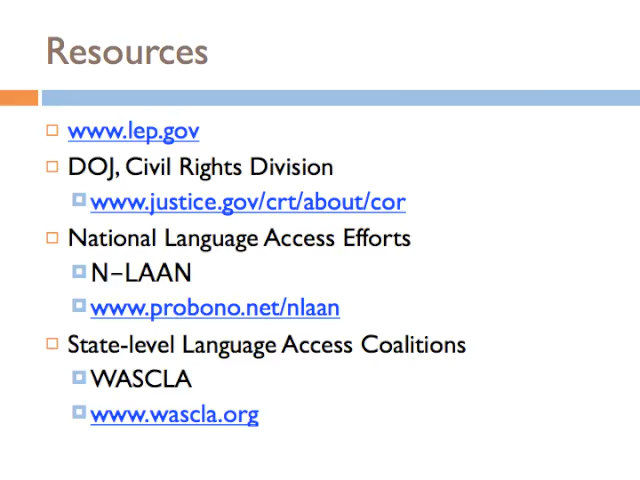 Resources
www.lep.gov
DOJ, Civil Rights Division
www.justice.gov/crt/about/cor
National Language Access Efforts
N–LAAN
www.probono.net/nlaan
State-level Language Access Coalitions
WASCLA
www.wascla.org